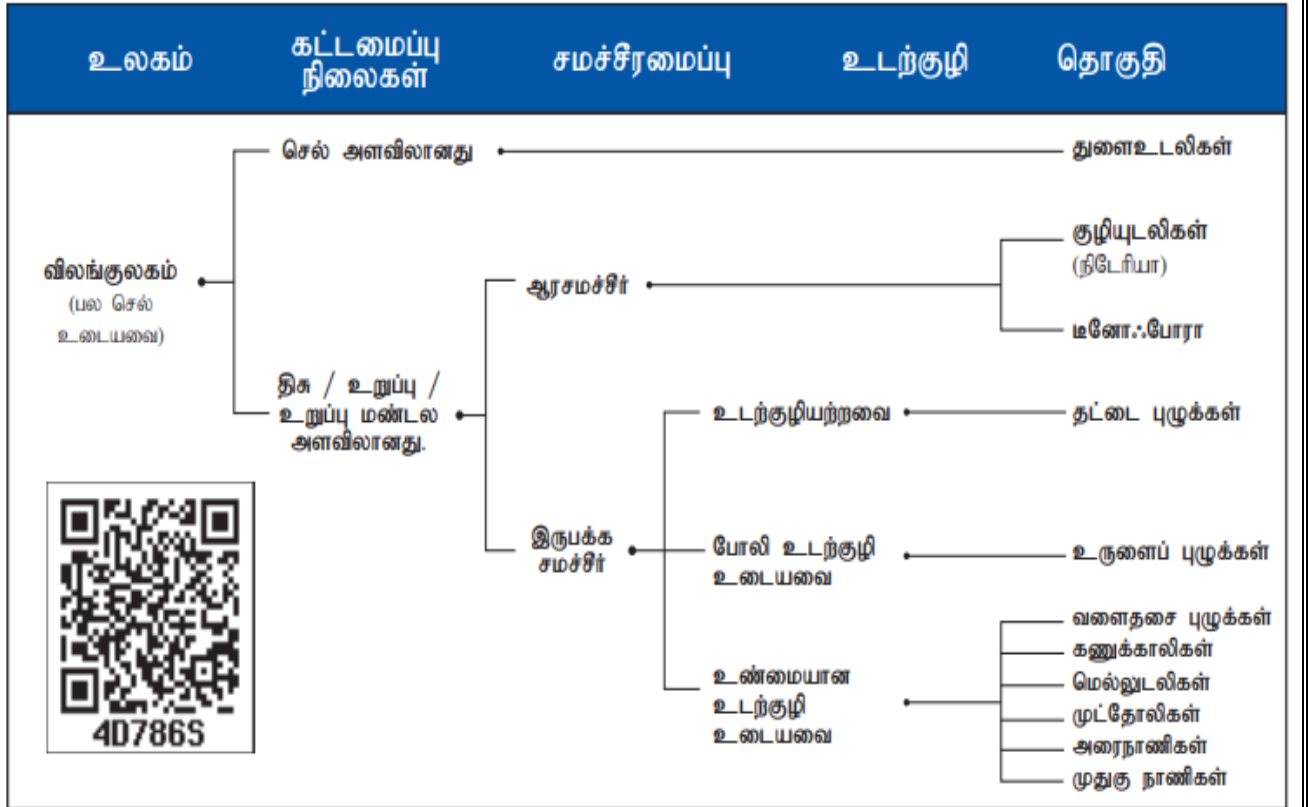 உலகம்
கட்டமைப்பு
நிலைகள்
சமச்சீரமைப்பு
உடற்குழி
தொகுதி
செல் அளவிலானது
துளைஉடலிகள்
விலங்குலகம்
(பல செல்
உடையவை)
ஆரசமச்சீர்
குழியுடலிகள்
(நிடேரியா)
டீனோஃபோரா
திசு / உறுப்பு /
உறுப்பு மண்டல
அளவிலானது.
உடற்குழியற்றவை
தட்டை புழுக்கள்
இருபக்க
சமச்சீர்
போலி உடற்குழி
உடையவை
உருளைப் புழுக்கள்
உண்மையான
உடற்குழி
உடையவை
வளைதசை புழுக்கள்
கணுக்காலிகள்
மெல்லுடலிகள்
முட்தோலிகள்
அரைநாணிகள்
முதுகு நாணிகள்
4D786S